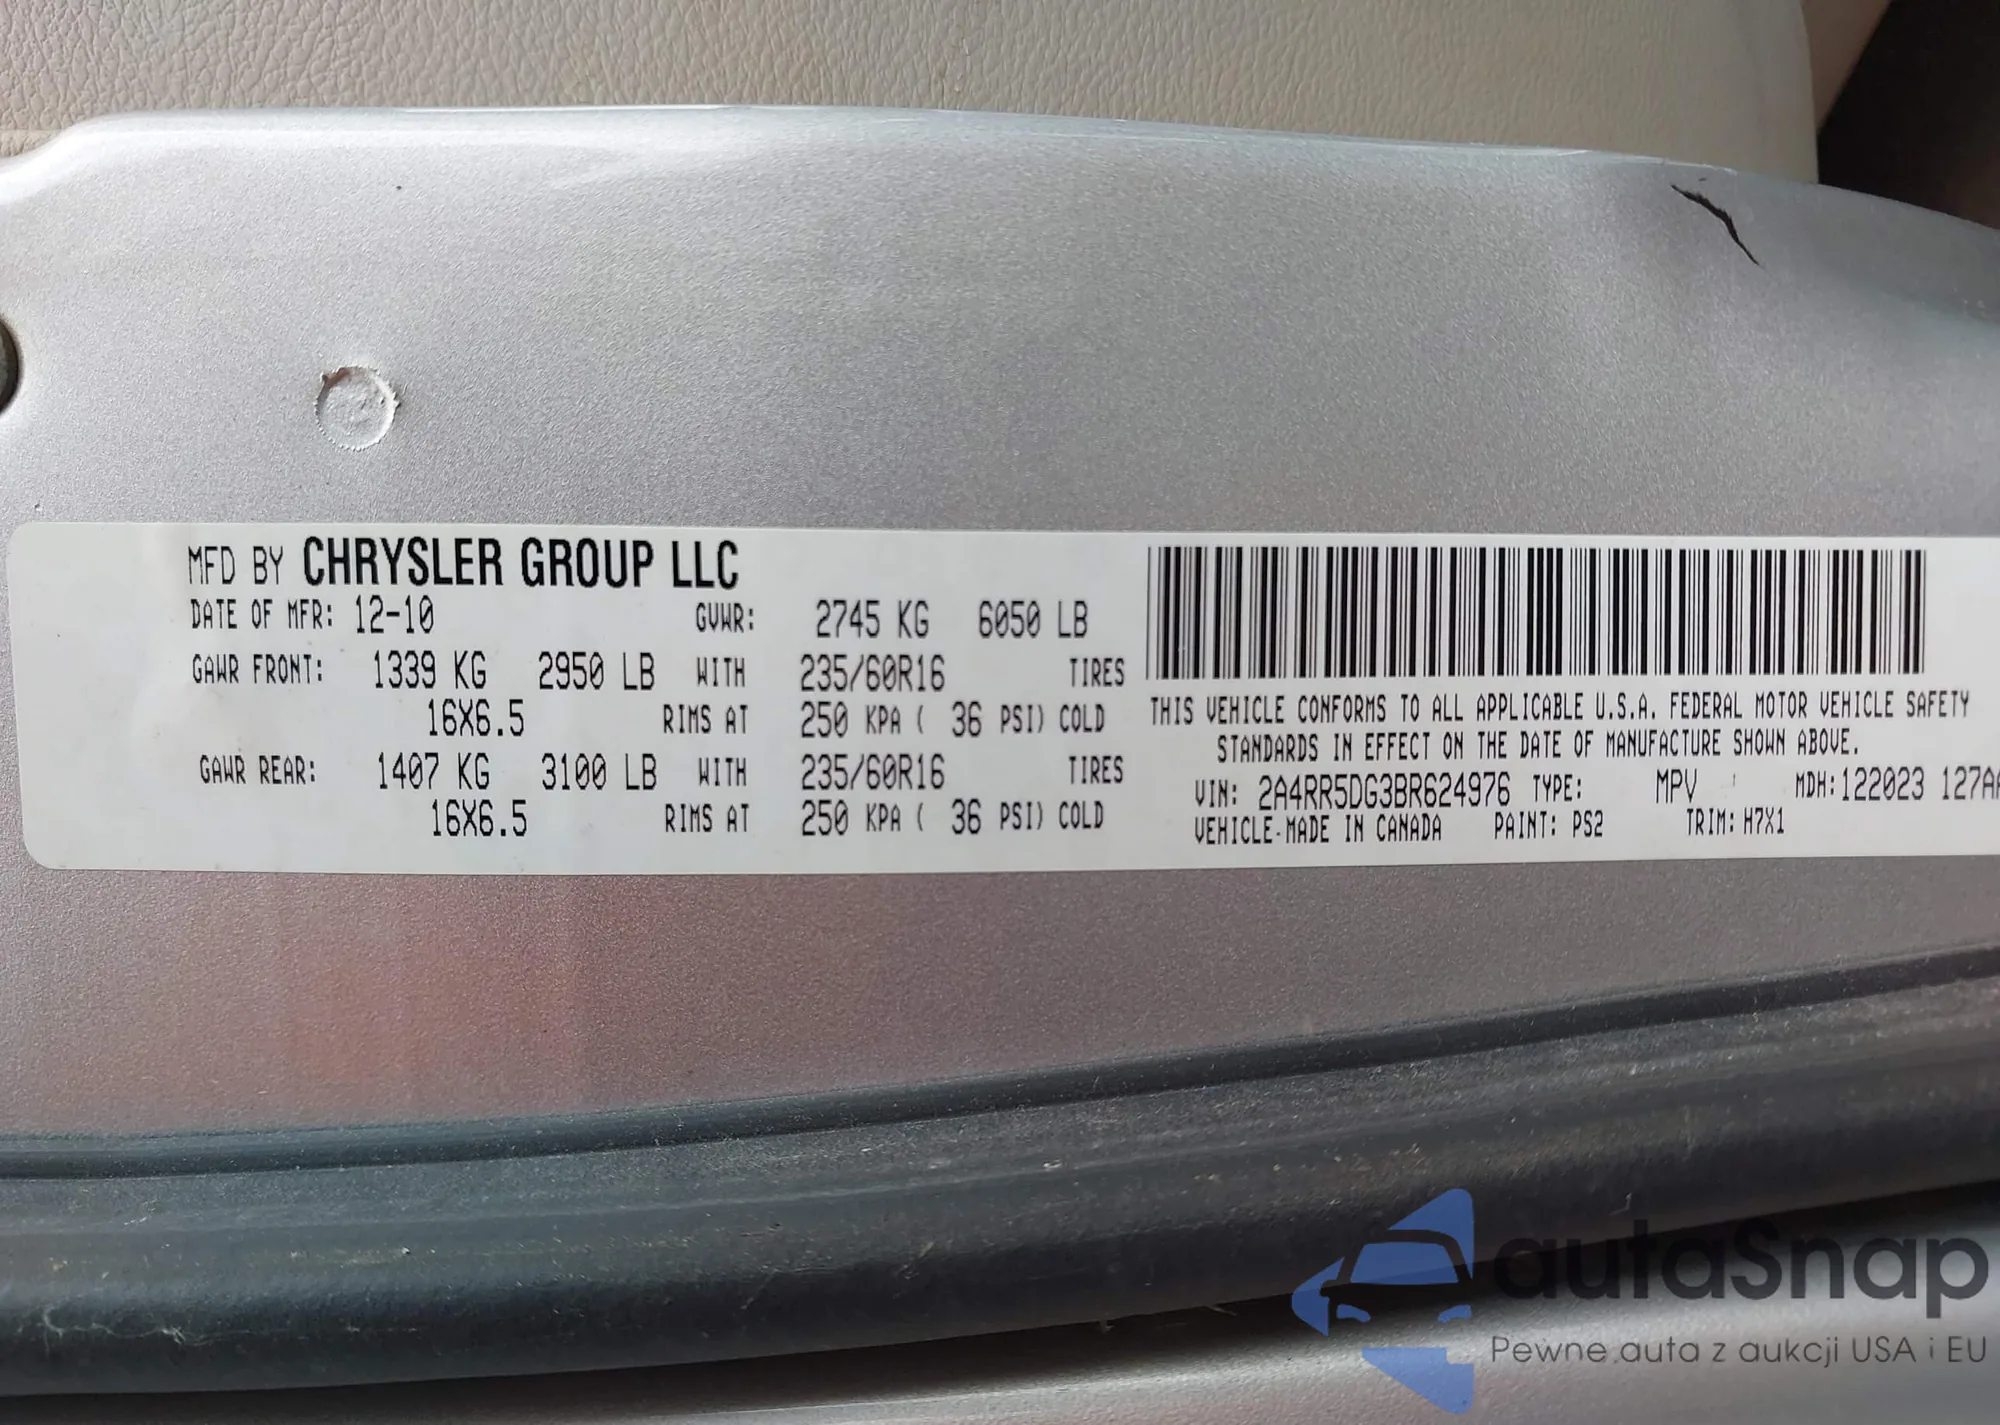 MFD BY CHRYSLER GROUP LLC
DATE OF MFR: 12-10 GVWR: 2745 KG 6050 LB
GAWR FRONT: 1339 KG 2950 LB WITH 235/60R16 TIRES
16X6.5 RIMS AT 250 KPA ( 36 PSI) COLD
GAWR REAR: 1407 KG 3100 LB WITH 235/60R16 TIRES
16X6.5 RIMS AT 250 KPA ( 36 PSI) COLD
THIS VEHICLE CONFORMS TO ALL APPLICABLE U.S.A. FEDERAL MOTOR VEHICLE SAFETY
STANDARDS IN EFFECT ON THE DATE OF MANUFACTURE SHOWN ABOVE.
VIN: 2A4RR5DG3BR624976 TYPE: MPV MDH: 122023 127AA
VEHICLE MADE IN CANADA PAINT: PS2 TRIM: H7X1
autaSnap
Pewne auta z aukcji USA i EU